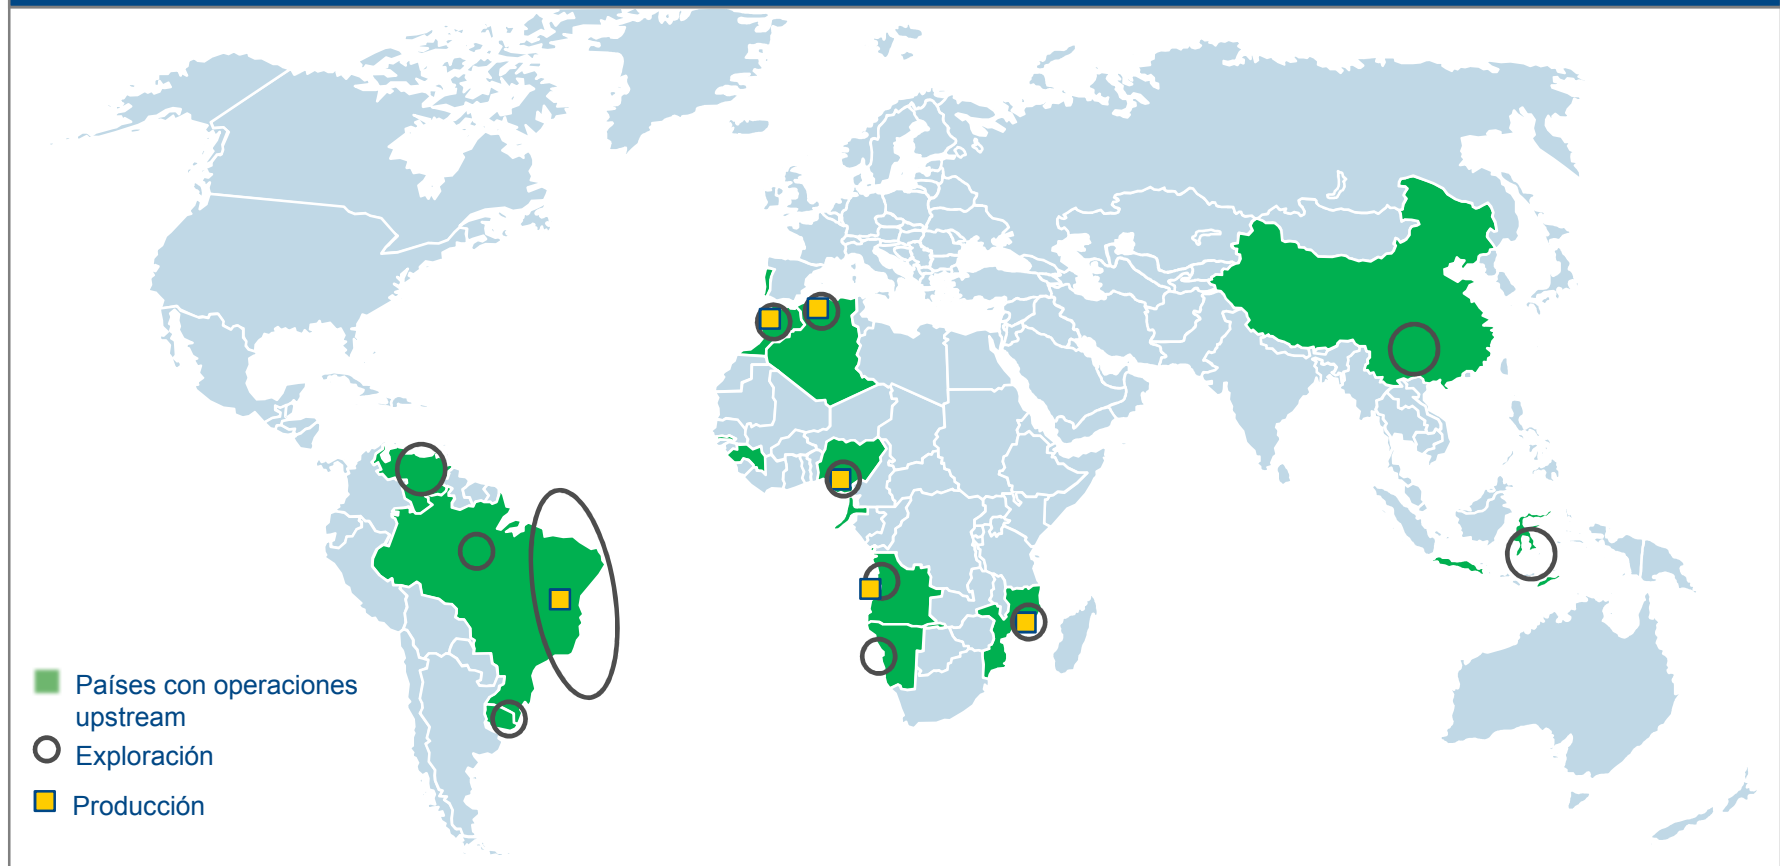 Países con operaciones
upstream
Exploración
Producción